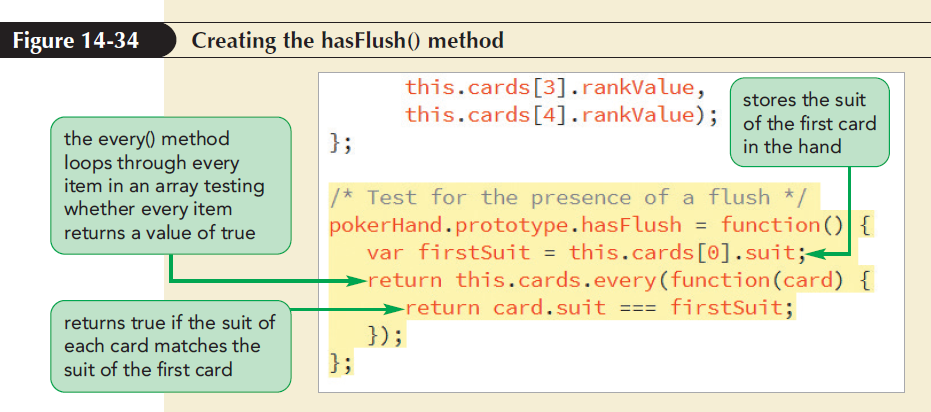 Figure 14-34 Creating the hasFlush() method
this.cards[3].rankValue,
this.cards[4].rankValue);
};
stores the suit
of the first card
in the hand
the every() method
loops through every
item in an array testing
whether every item
returns a value of true
/* Test for the presence of a flush */
pokerHand.prototype.hasFlush = function() {
var firstSuit = this.cards[0].suit;
return this.cards.every(function(card) {
return card.suit === firstSuit;
});
};
returns true if the suit of
each card matches the
suit of the first card